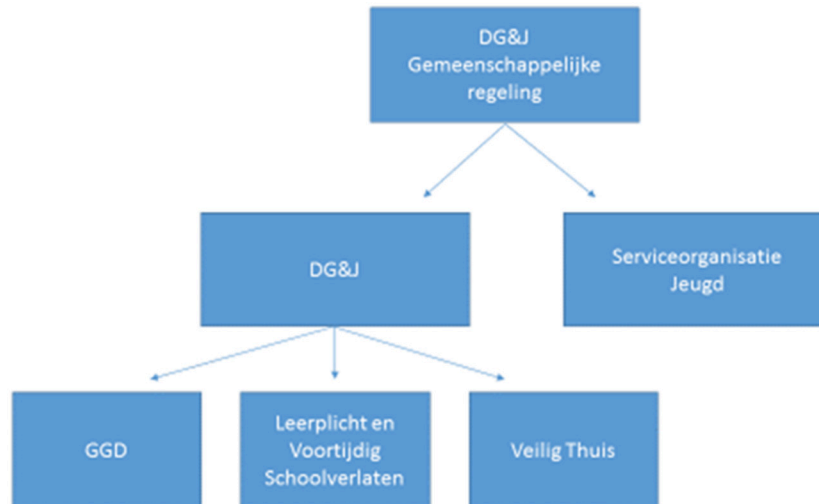 DG&J
Gemeenschappelijke
regeling
DG&J
Serviceorganisatie
Jeugd
GGD
Leerplicht en
Voortijdig
Schoolverlaten
Veilig Thuis